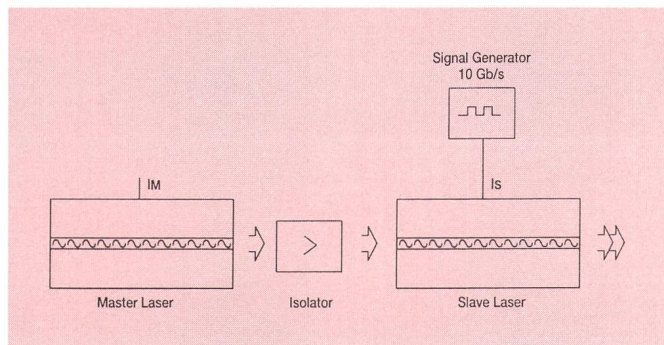 Signal Generator
10 Gb/s
IM
IS
>
Master Laser
Isolator
Slave Laser